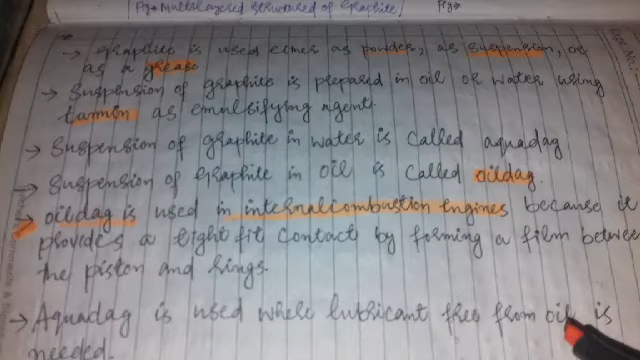 Fig → Multilayered structured of Graphite Fig →
→ Graphite is used either as powder, as suspension, or
as a grease
→ Suspension of graphite is prepared in oil or water using
tannin as emulsifying agent.
→ Suspension of graphite in water is called aquadag
→ Suspension of Graphite in oil is called oildag.
→ Oildag is used in internal combustion engines because it
provides a tight fit contact by forming a film between
the piston and rings.
→ Aquadag is used where lubricant free from oil is
needed.